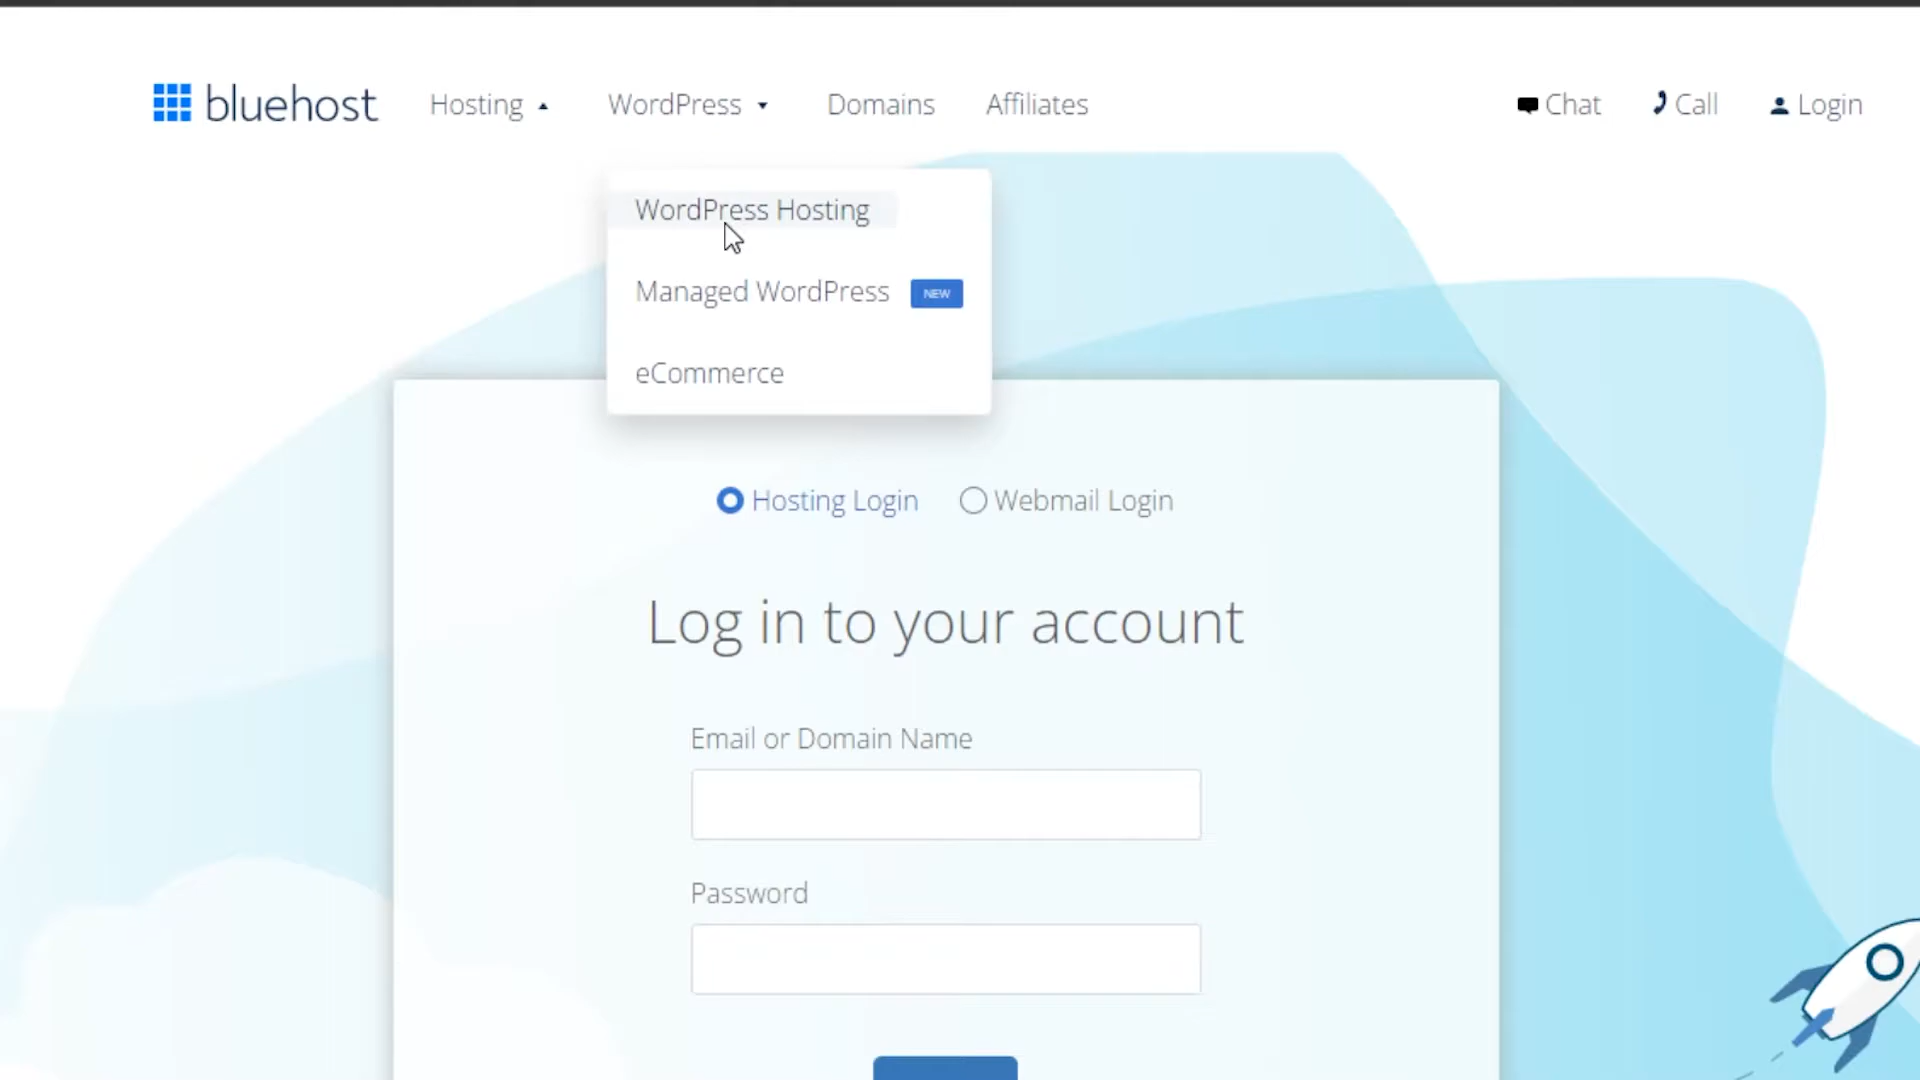 bluehost Hosting WordPress Domains Affiliates Chat Call Login
WordPress Hosting
Managed WordPress NEW
eCommerce
Hosting Login Webmail Login
Log in to your account
Email or Domain Name
Password